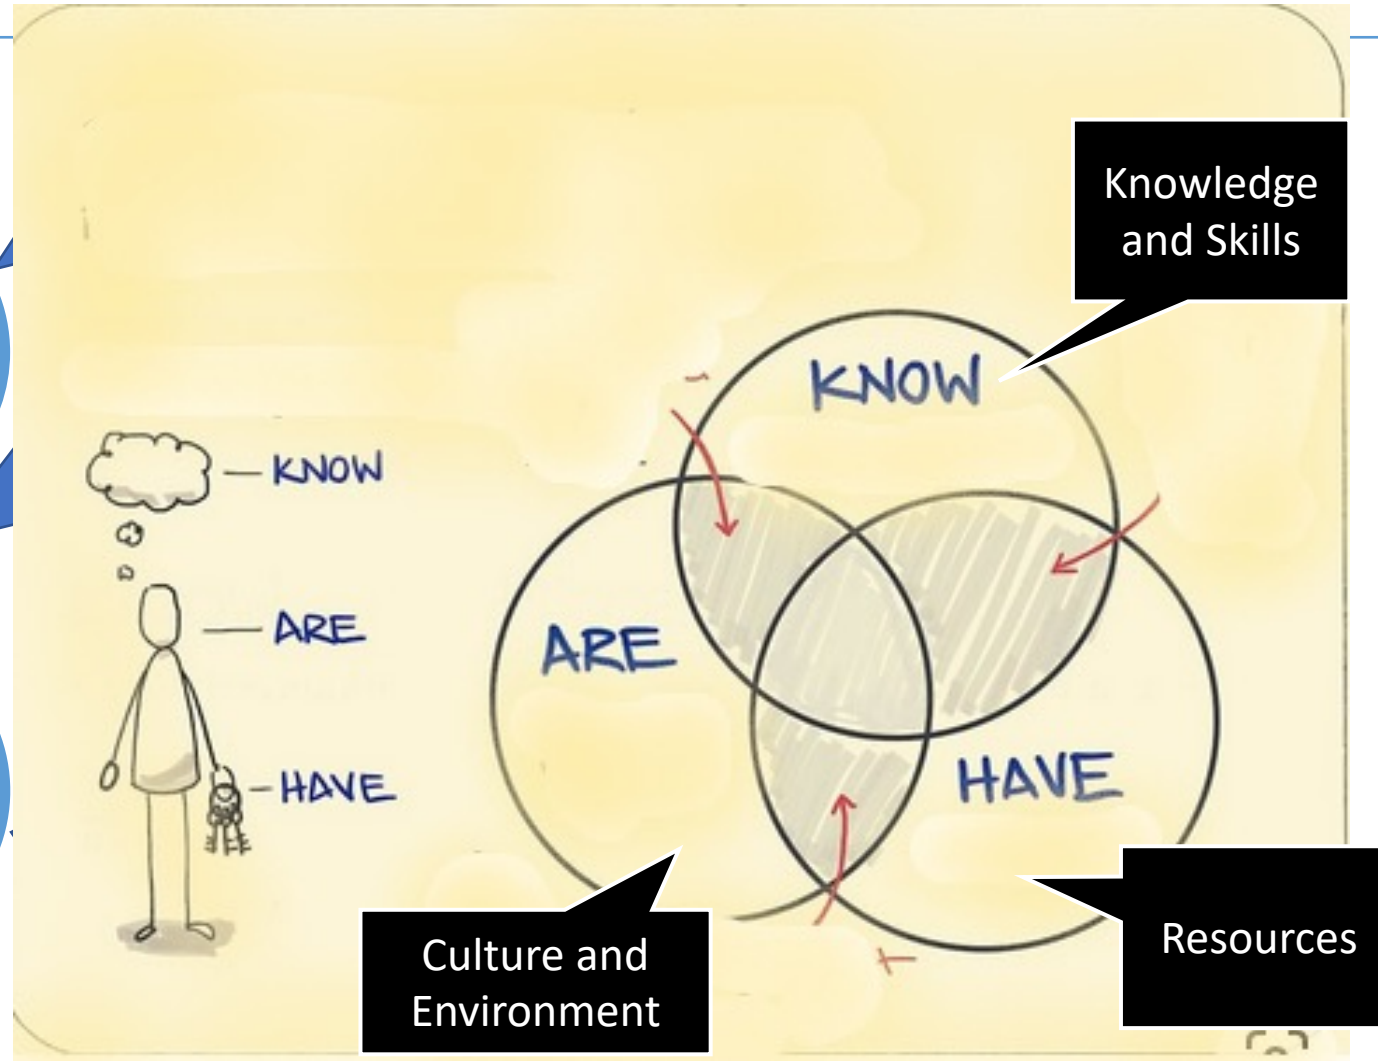 Knowledge
and Skills
KNOW
KNOW
ARE
ARE
HAVE
HAVE
Culture and
Environment
Resources